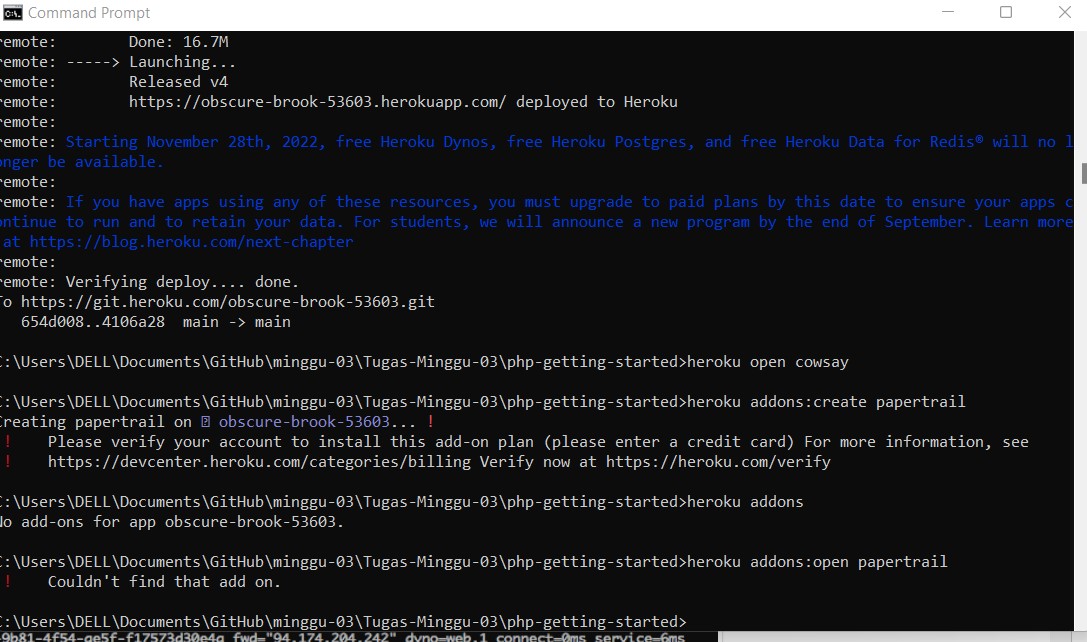 Command Prompt
emote:        Done: 16.7M
emote: -----> Launching...
emote:        Released v4
emote:        https://obscure-brook-53603.herokuapp.com/ deployed to Heroku
emote:
emote: Starting November 28th, 2022, free Heroku Dynos, free Heroku Postgres, and free Heroku Data for Redis® will no l
onger be available.
emote:
emote: If you have apps using any of these resources, you must upgrade to paid plans by this date to ensure your apps c
ontinue to run and to retain your data. For students, we will announce a new program by the end of September. Learn more
 at https://blog.heroku.com/next-chapter
emote:
emote: Verifying deploy.... done.
To https://git.heroku.com/obscure-brook-53603.git
   654d008..4106a28  main -> main
C:\Users\DELL\Documents\GitHub\minggu-03\Tugas-Minggu-03\php-getting-started>heroku open cowsay
C:\Users\DELL\Documents\GitHub\minggu-03\Tugas-Minggu-03\php-getting-started>heroku addons:create papertrail
Creating papertrail on ⍰ obscure-brook-53603... !
!    Please verify your account to install this add-on plan (please enter a credit card) For more information, see
!    https://devcenter.heroku.com/categories/billing Verify now at https://heroku.com/verify
C:\Users\DELL\Documents\GitHub\minggu-03\Tugas-Minggu-03\php-getting-started>heroku addons
No add-ons for app obscure-brook-53603.
C:\Users\DELL\Documents\GitHub\minggu-03\Tugas-Minggu-03\php-getting-started>heroku addons:open papertrail
!    Couldn't find that add on.
C:\Users\DELL\Documents\GitHub\minggu-03\Tugas-Minggu-03\php-getting-started>
-9b81-4f54-ae5f-f17573d30e4a fwd="94.174.204.242" dyno=web.1 connect=0ms service=6ms